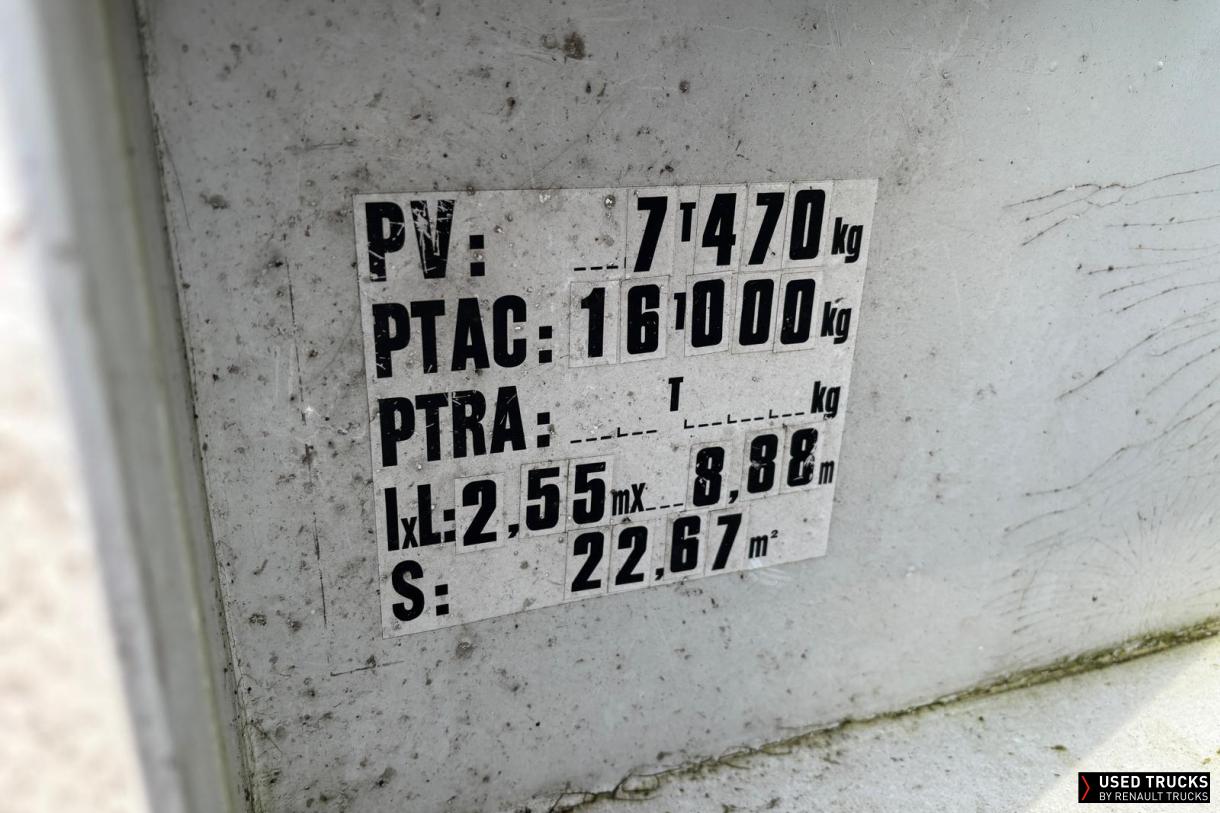 PV: 7T470 kg
PTAC: 16T000 kg
PTRA: T kg
lxL: 2,55 mx 8,88 m
S: 22,67 m²
USED TRUCKS
BY RENAULT TRUCKS